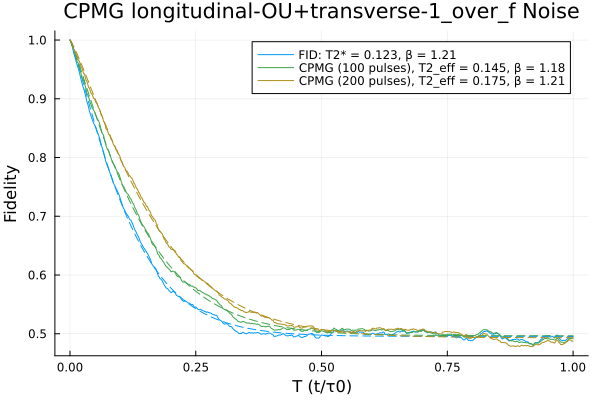 CPMG longitudinal-OU+transverse-1_over_f Noise
FID: T2* = 0.123, β = 1.21
CPMG (100 pulses), T2_eff = 0.145, β = 1.18
CPMG (200 pulses), T2_eff = 0.175, β = 1.21
Fidelity
1.0
0.9
0.8
0.7
0.6
0.5
0.00
0.25
0.50
0.75
1.00
T (t/τ0)